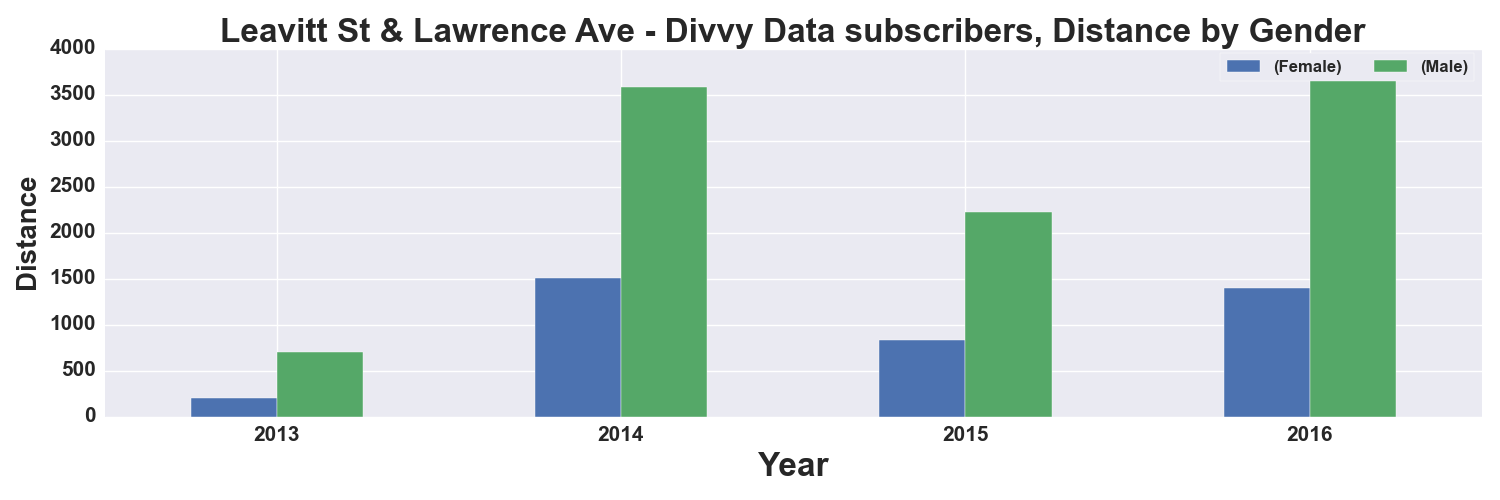 Leavitt St & Lawrence Ave - Divvy Data subscribers, Distance by Gender
(Female) (Male)
Distance
4000
3500
3000
2500
2000
1500
1000
500
0
2013 2014 2015 2016
Year